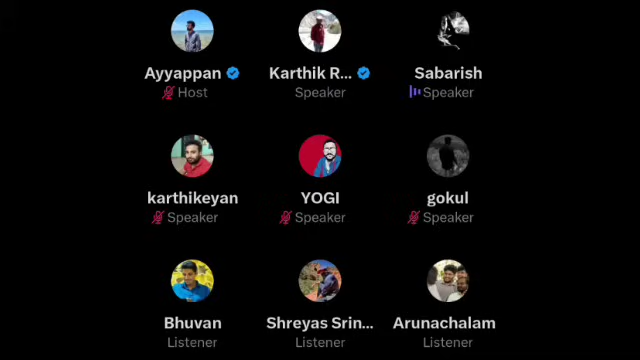 Ayyappan Karthik R... Sabarish
Host Speaker Speaker
karthikeyan YOGI gokul
Speaker Speaker Speaker
Bhuvan Shreyas Srin... Arunachalam
Listener Listener Listener